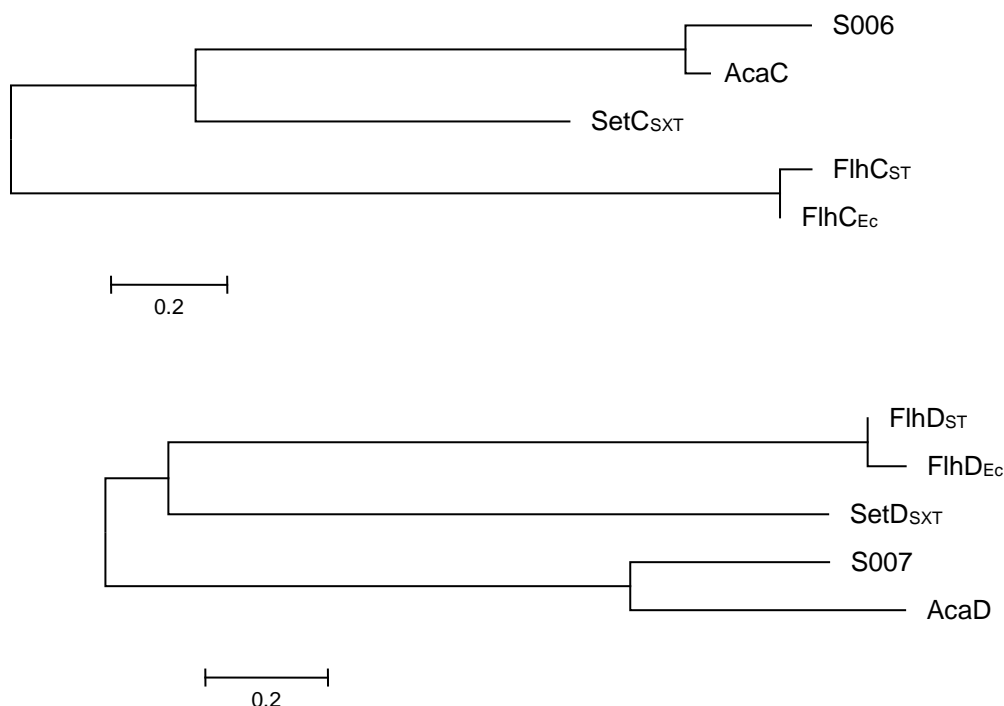 S006
AcaC
SetCSXT
FlhCST
FlhCEc
0.2
FlhDST
FlhDEc
SetDSXT
S007
AcaD
0.2